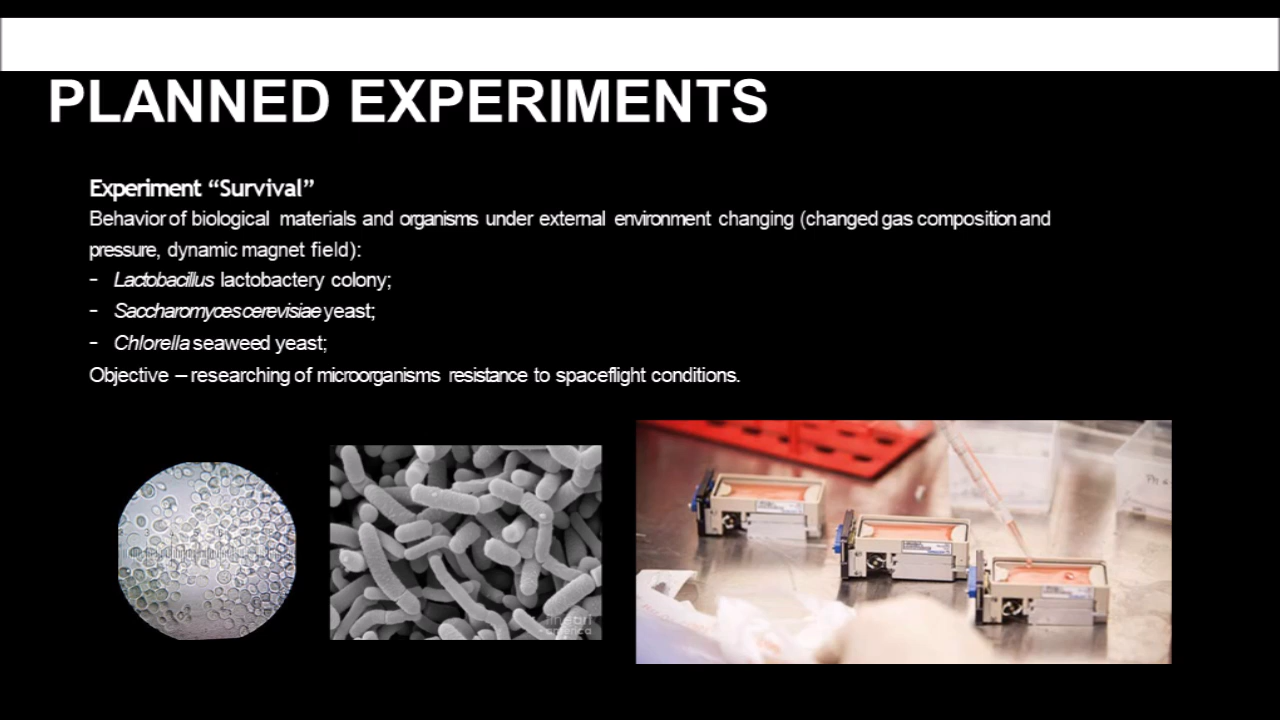 PLANNED EXPERIMENTS
Experiment “Survival”
Behavior of biological materials and organisms under external environment changing (changed gas composition and
pressure, dynamic magnet field):
- Lactobacillus lactobactery colony;
- Saccharomyces cerevisiae yeast;
- Chlorella seaweed yeast;
Objective – researching of microorganisms resistance to spaceflight conditions.
america